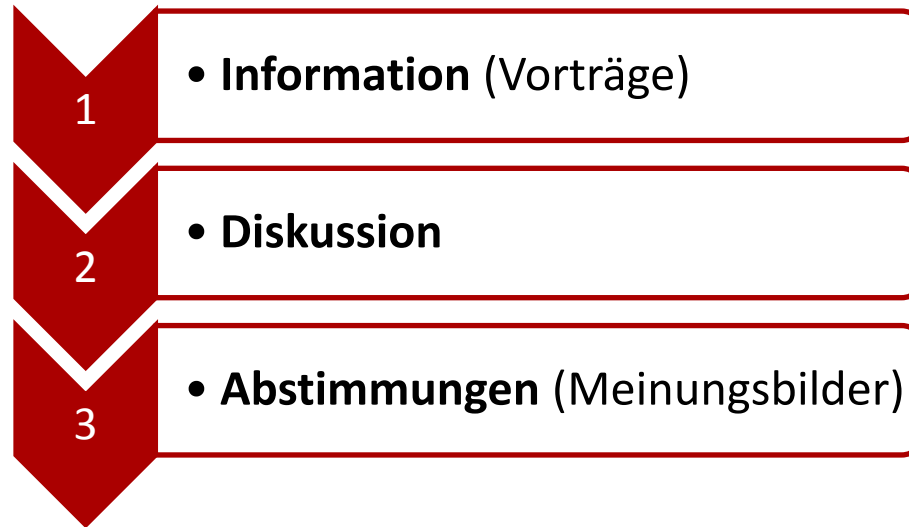 1
• Information (Vorträge)
2
• Diskussion
3
• Abstimmungen (Meinungsbilder)